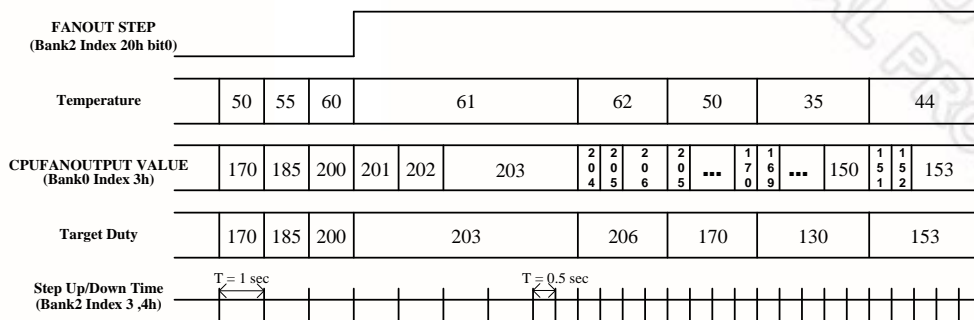 FANOUT STEP
(Bank2 Index 20h bit0)
Temperature 50 55 60 61 62 50 35 44
CPUFANOUTPUT VALUE
(Bank0 Index 3h)
170 185 200 201 202 203 204 205 206 205 ... 170 169 ... 150 151 152 153
Target Duty 170 185 200 203 206 170 130 153
Step Up/Down Time
(Bank2 Index 3 ,4h)
T = 1 sec T = 0.5 sec